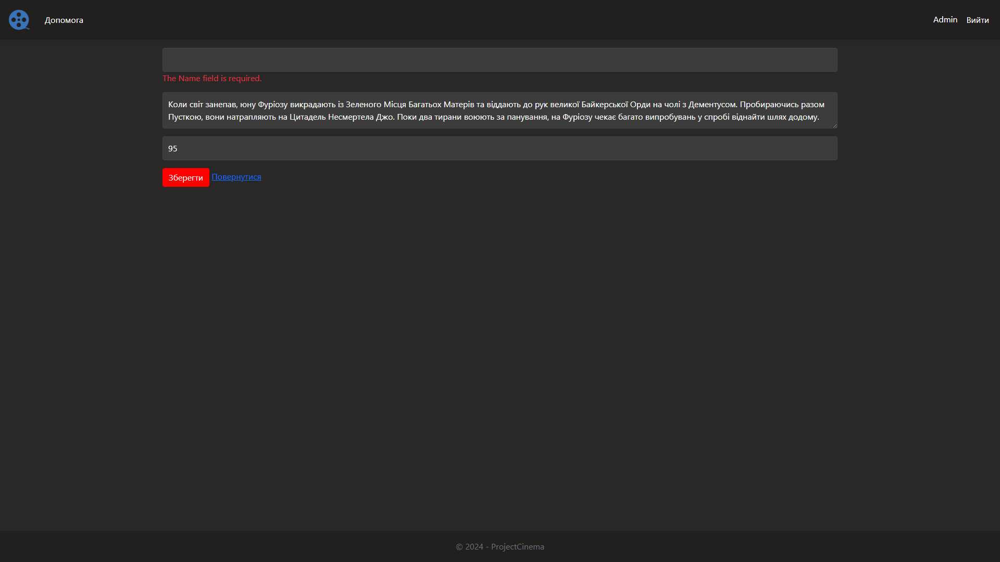 Допомога
Admin
Вийти
The Name field is required.
Коли світ занепав, юну Фуріозу викрадають із Зеленого Місця Багатьох Матерів та віддають до рук великої Байкерської Орди на чолі з Дементусом. Пробираючись разом
Пусткою, вони натрапляють на Цитадель Несмертела Джо. Поки два тирани воюють за панування, на Фуріозу чекає багато випробувань у спробі віднайти шлях додому.
95
Зберегти
Повернутися
© 2024 - ProjectCinema